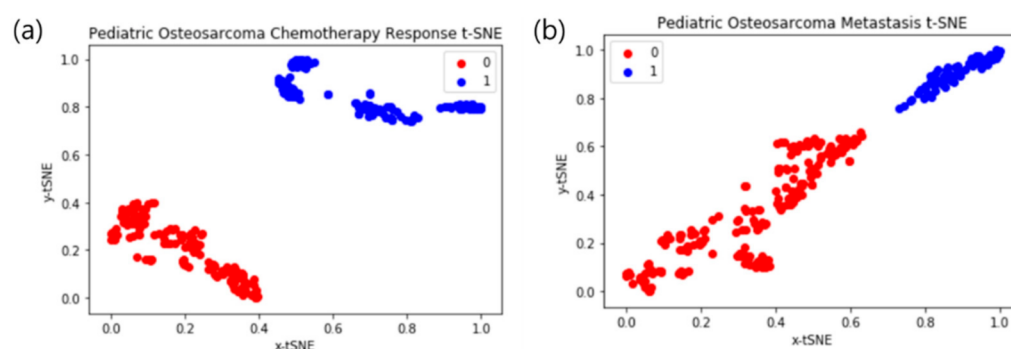 (a)
Pediatric Osteosarcoma Chemotherapy Response t-SNE
0
1
1.0
0.8
0.6
0.4
0.2
0.0
y-tSNE
0.0 0.2 0.4 0.6 0.8 1.0
x-tSNE
(b)
Pediatric Osteosarcoma Metastasis t-SNE
0
1
1.0
0.8
0.6
0.4
0.2
0.0
y-tSNE
0.0 0.2 0.4 0.6 0.8 1.0
x-tSNE